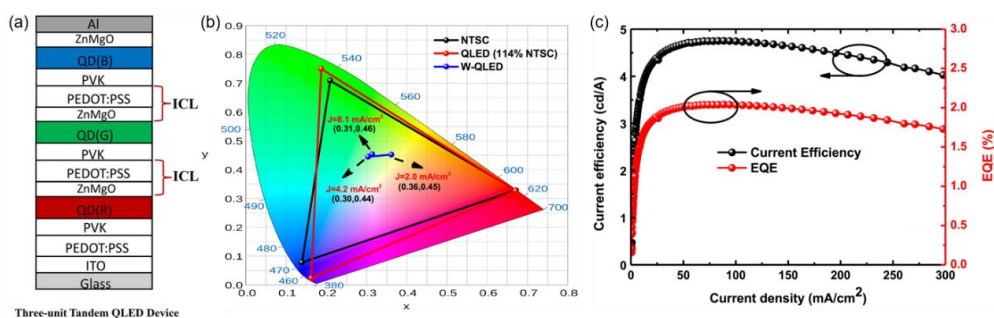 (a)
Al
ZnMgO
QD(B)
PVK
PEDOT:PSS
ZnMgO
ICL
QD(G)
PVK
PEDOT:PSS
ZnMgO
ICL
QD(R)
PVK
PEDOT:PSS
ITO
Glass
Three-unit Tandem QLED Device
(b)
0.9
0.8
0.7
0.6
0.5
0.4
0.3
0.2
0.1
0.0
y
0.0 0.1 0.2 0.3 0.4 0.5 0.6 0.7 0.8
x
520
540
560
580
600
620
700
500
490
480
470
460
380
NTSC
QLED (114% NTSC)
W-QLED
J=8.1 mA/cm²
(0.31,0.46)
J=2.0 mA/cm²
(0.36,0.45)
J=4.2 mA/cm²
(0.30,0.44)
(c)
Current efficiency (cd/A)
5
4
3
2
1
0
Current Efficiency
EQE
0 50 100 150 200 250 300
Current density (mA/cm²)
3.0
2.5
2.0
1.5
1.0
0.5
0.0
EQE (%)